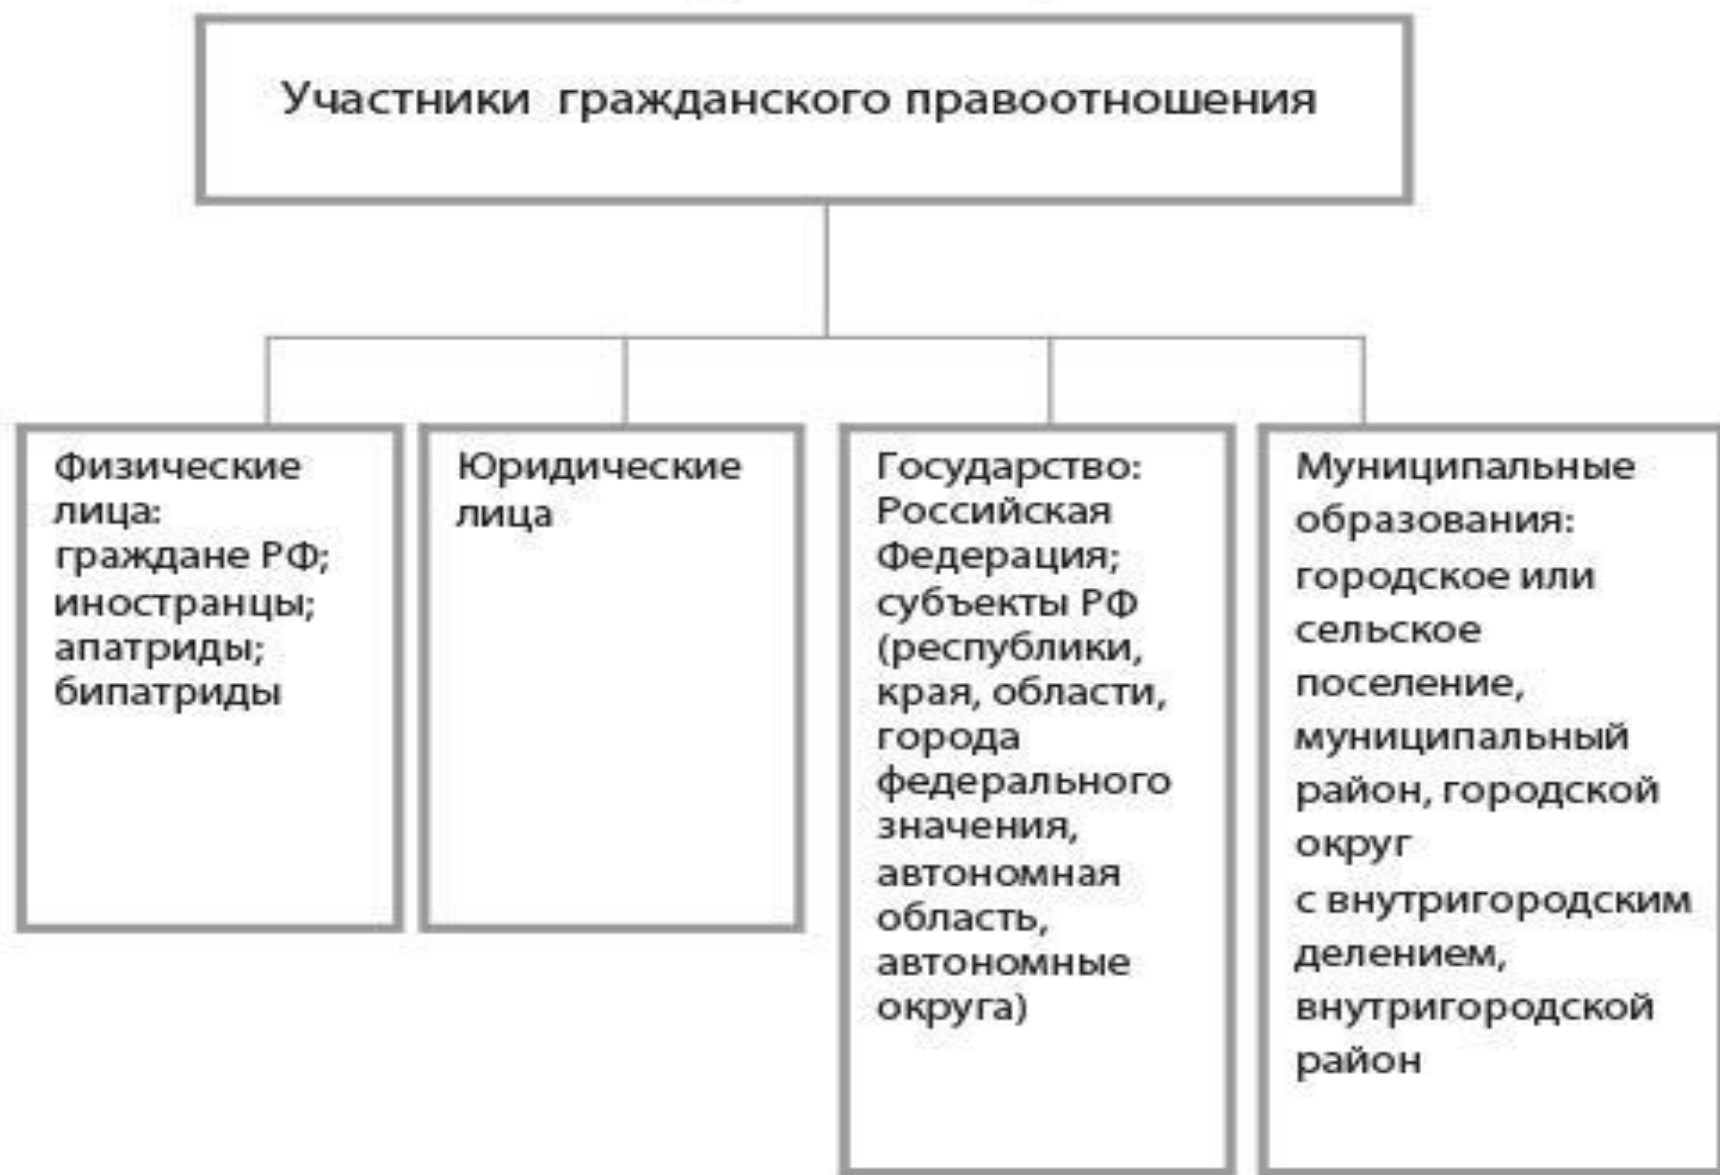 Участники гражданского правоотношения
Физические
лица:
граждане РФ;
иностранцы;
апатриды;
бипатриды
Юридические
лица
Государство:
Российская
Федерация;
субъекты РФ
(республики,
края, области,
города
федерального
значения,
автономная
область,
автономные
округа)
Муниципальные
образования:
городское или
сельское
поселение,
муниципальный
район, городской
округ
с внутригородским
делением,
внутригородской
район